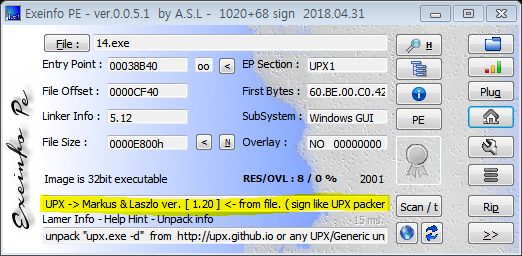 Exeinfo PE - ver.0.0.5.1 by A.S.L - 1020+68 sign 2018.04.31
File : 14.exe H
Entry Point : 00038B40 oo < EP Section : UPX1
File Offset : 0000CF40 First Bytes : 60.BE.00.C0.42 Plug
Linker Info : 5.12 SubSystem : Windows GUI PE
File Size : 0000E800h < N Overlay : NO 00000000
Image is 32bit executable RES/OVL : 8 / 0 % 2001
UPX -> Markus & Laszlo ver. [ 1.20 ] <- from file. ( sign like UPX packer Scan / t Rip
Lamer Info - Help Hint - Unpack info 15 ms.
unpack "upx.exe -d" from http://upx.github.io or any UPX/Generic un >>
Exeinfo Pe